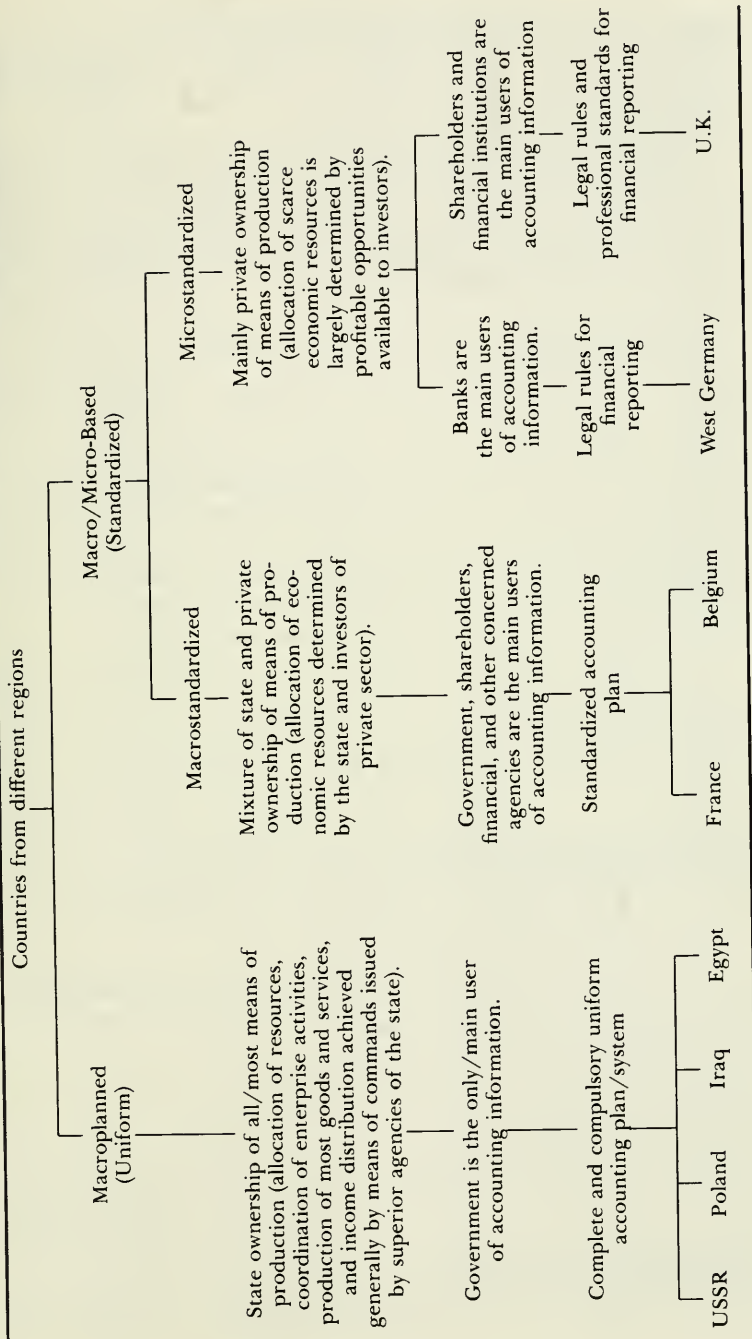 Countries from different regions
Macroplanned
(Uniform)
State ownership of all/most means of
production (allocation of resources,
coordination of enterprise activities,
production of most goods and services,
and income distribution achieved
generally by means of commands issued
by superior agencies of the state).
Government is the only/main user
of accounting information.
Complete and compulsory uniform
accounting plan/system
USSR
Poland
Iraq
Egypt
Macro/Micro-Based
(Standardized)
Macrostandardized
Mixture of state and private
ownership of means of pro-
duction (allocation of eco-
nomic resources determined
by the state and investors of
private sector).
Government, shareholders,
financial, and other concerned
agencies are the main users
of accounting information.
Standardized accounting
plan
France
Belgium
Microstandardized
Mainly private ownership
of means of production
(allocation of scarce
economic resources is
largely determined by
profitable opportunities
available to investors).
Banks are
the main users
of accounting
information.
Legal rules for
financial
reporting
West Germany
Shareholders and
financial institutions are
the main users of
accounting information
Legal rules and
professional standards for
financial reporting
U.K.